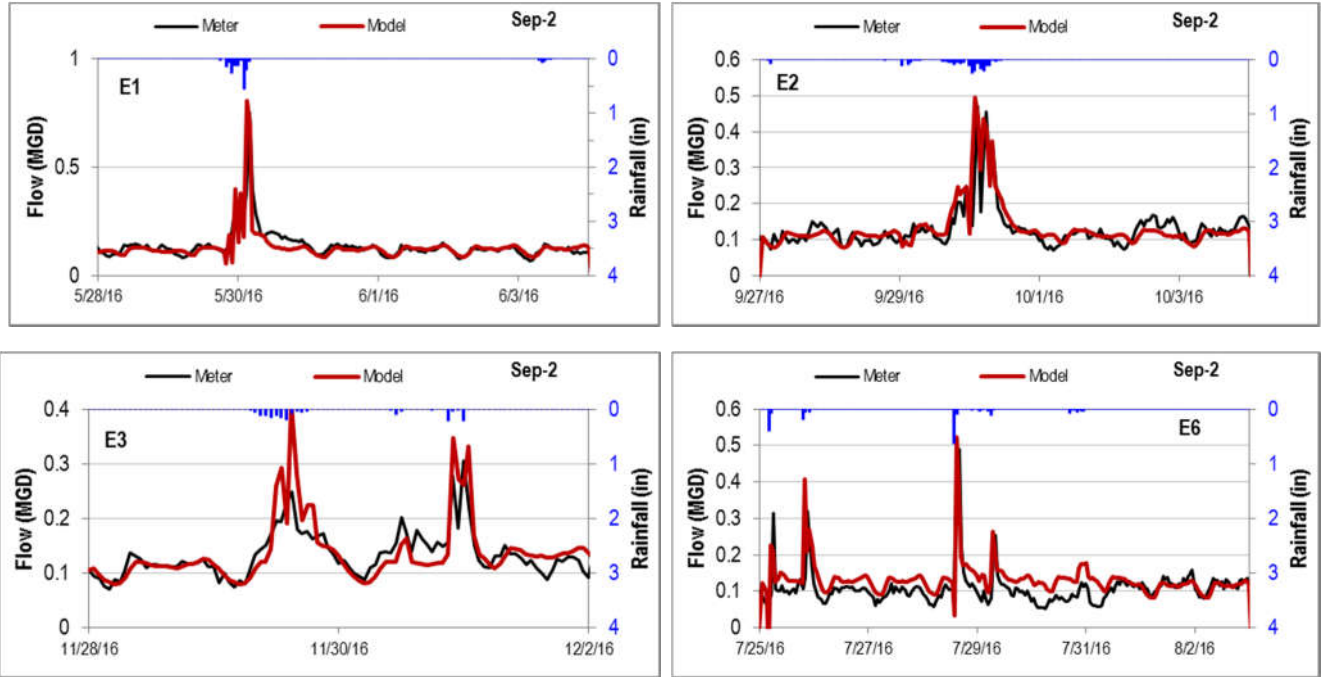 Meter Model Sep-2
E1
Flow (MGD)
1
0.5
0
Rainfall (in)
0
1
2
3
4
5/28/16 5/30/16 6/1/16 6/3/16
Meter Model Sep-2
E2
Flow (MGD)
0.6
0.5
0.4
0.3
0.2
0.1
0
Rainfall (in)
0
1
2
3
4
9/27/16 9/29/16 10/1/16 10/3/16
Meter Model Sep-2
E3
Flow (MGD)
0.4
0.3
0.2
0.1
0
Rainfall (in)
0
1
2
3
4
11/28/16 11/30/16 12/2/16
Meter Model Sep-2
E6
Flow (MGD)
0.6
0.5
0.4
0.3
0.2
0.1
0
Rainfall (in)
0
1
2
3
4
7/25/16 7/27/16 7/29/16 7/31/16 8/2/16